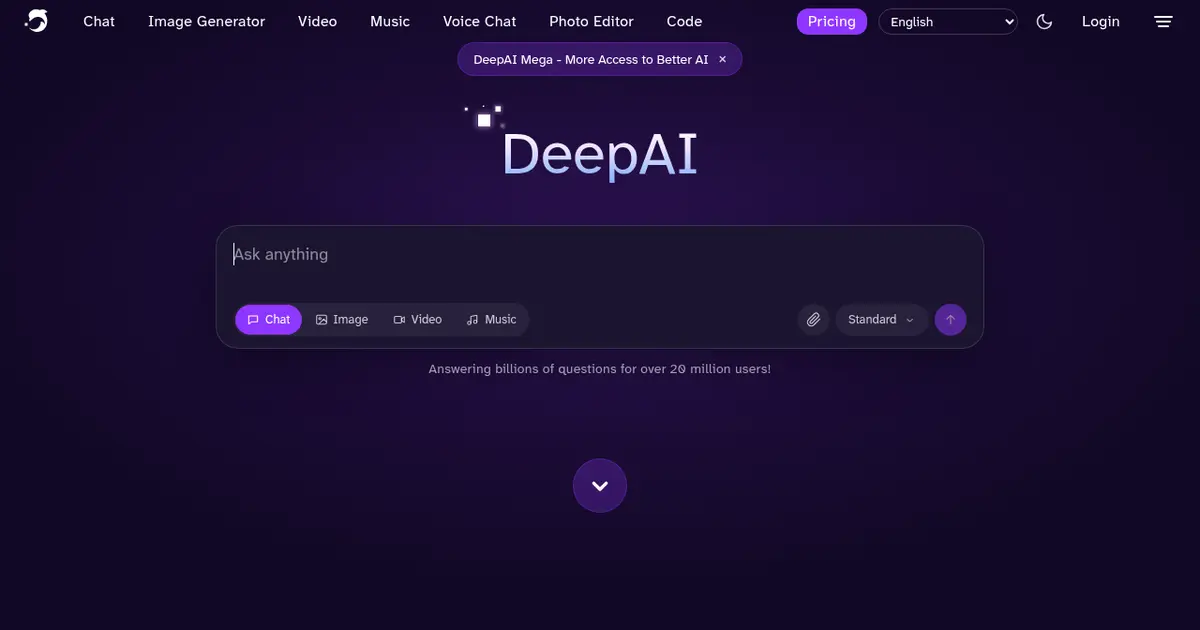 Chat Image Generator Video Music Voice Chat Photo Editor Code Pricing English Login
DeepAI Mega - More Access to Better AI ×
DeepAI
Ask anything
Chat Image Video Music Standard
Answering billions of questions for over 20 million users!